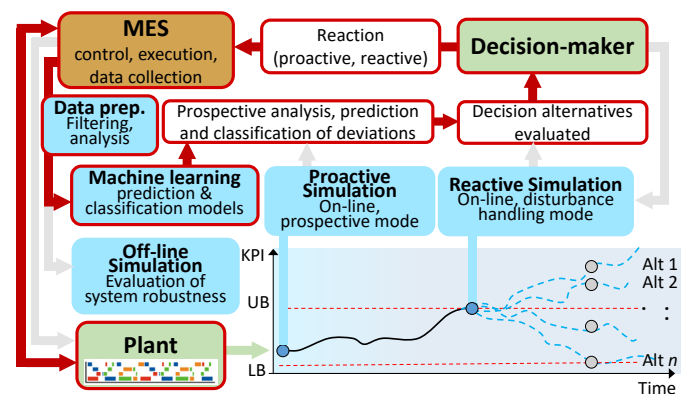 MES
control, execution,
data collection
Reaction
(proactive, reactive)
Decision-maker
Data prep.
Filtering,
analysis
Prospective analysis, prediction
and classification of deviations
Decision alternatives
evaluated
Machine learning
prediction &
classification models
Proactive
Simulation
On-line,
prospective mode
Reactive Simulation
On-line, disturbance
handling mode
Off-line
Simulation
Evaluation of
system robustness
KPI
UB
LB
Alt 1
Alt 2
. :
Alt n
Time
Plant